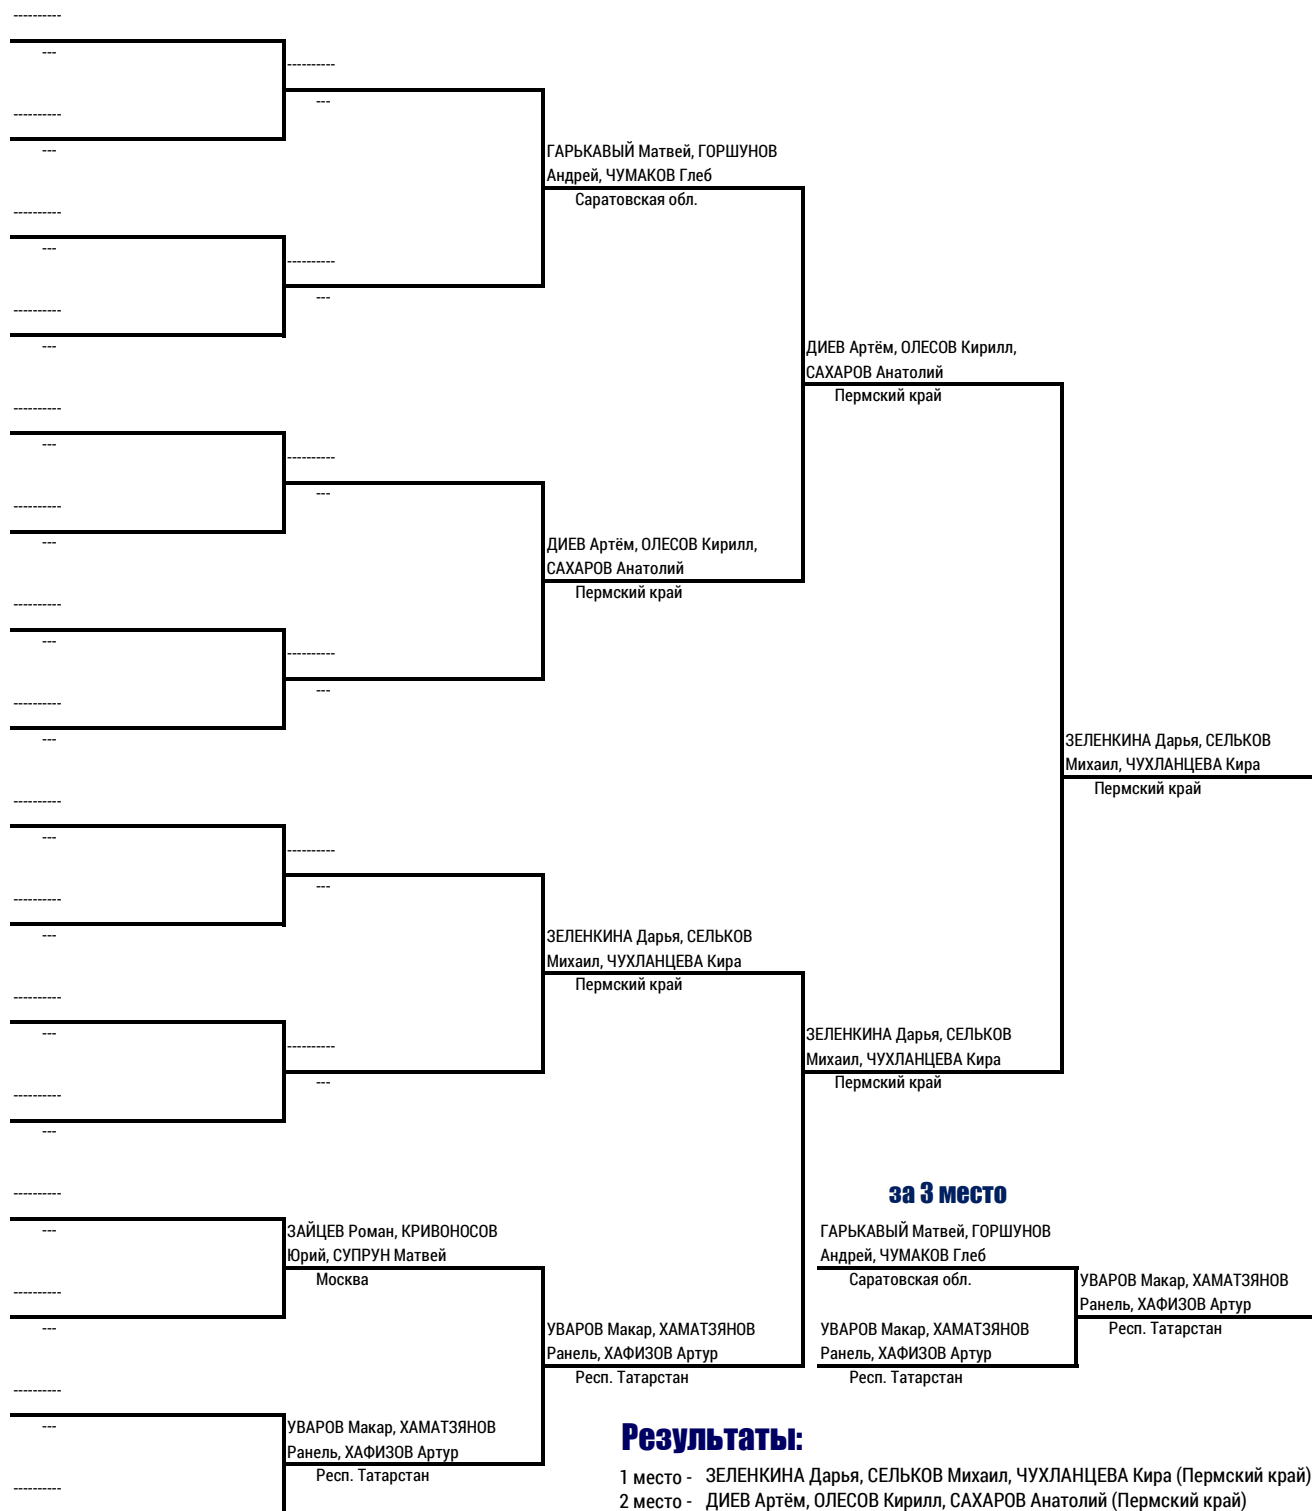 ----------
---
----------
---
----------
---
----------
---
----------
---
----------
---
----------
---
----------
---
----------
---
----------
---
----------
---
----------
---
----------
---
----------
---
----------
---
----------
----------
---
----------
---
----------
---
----------
---
----------
---
----------
---
ЗАЙЦЕВ Роман, КРИВОНОСОВ
Юрий, СУПРУН Матвей
Москва
УВАРОВ Макар, ХАМАТЗЯНОВ
Ранель, ХАФИЗОВ Артур
Респ. Татарстан
ГАРЬКАВЫЙ Матвей, ГОРШУНОВ
Андрей, ЧУМАКОВ Глеб
Саратовская обл.
ДИЕВ Артём, ОЛЕСОВ Кирилл,
САХАРОВ Анатолий
Пермский край
ЗЕЛЕНКИНА Дарья, СЕЛЬКОВ
Михаил, ЧУХЛАНЦЕВА Кира
Пермский край
УВАРОВ Макар, ХАМАТЗЯНОВ
Ранель, ХАФИЗОВ Артур
Респ. Татарстан
ДИЕВ Артём, ОЛЕСОВ Кирилл,
САХАРОВ Анатолий
Пермский край
ЗЕЛЕНКИНА Дарья, СЕЛЬКОВ
Михаил, ЧУХЛАНЦЕВА Кира
Пермский край
ЗЕЛЕНКИНА Дарья, СЕЛЬКОВ
Михаил, ЧУХЛАНЦЕВА Кира
Пермский край
за 3 место
ГАРЬКАВЫЙ Матвей, ГОРШУНОВ
Андрей, ЧУМАКОВ Глеб
Саратовская обл.
УВАРОВ Макар, ХАМАТЗЯНОВ
Ранель, ХАФИЗОВ Артур
Респ. Татарстан
УВАРОВ Макар, ХАМАТЗЯНОВ
Ранель, ХАФИЗОВ Артур
Респ. Татарстан
Результаты:
1 место - ЗЕЛЕНКИНА Дарья, СЕЛЬКОВ Михаил, ЧУХЛАНЦЕВА Кира (Пермский край)
2 место - ДИЕВ Артём, ОЛЕСОВ Кирилл, САХАРОВ Анатолий (Пермский край)